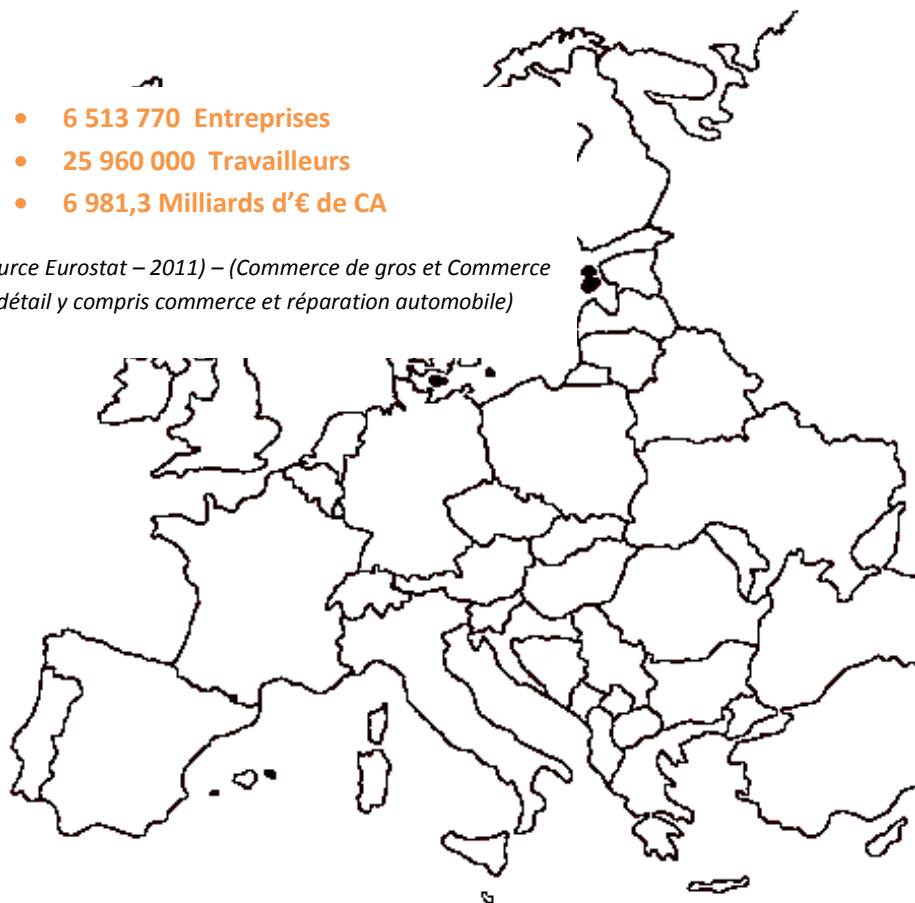 • 6 513 770 Entreprises
• 25 960 000 Travailleurs
• 6 981,3 Milliards d'€ de CA
urce Eurostat – 2011) – (Commerce de gros et Commerce
détail y compris commerce et réparation automobile)